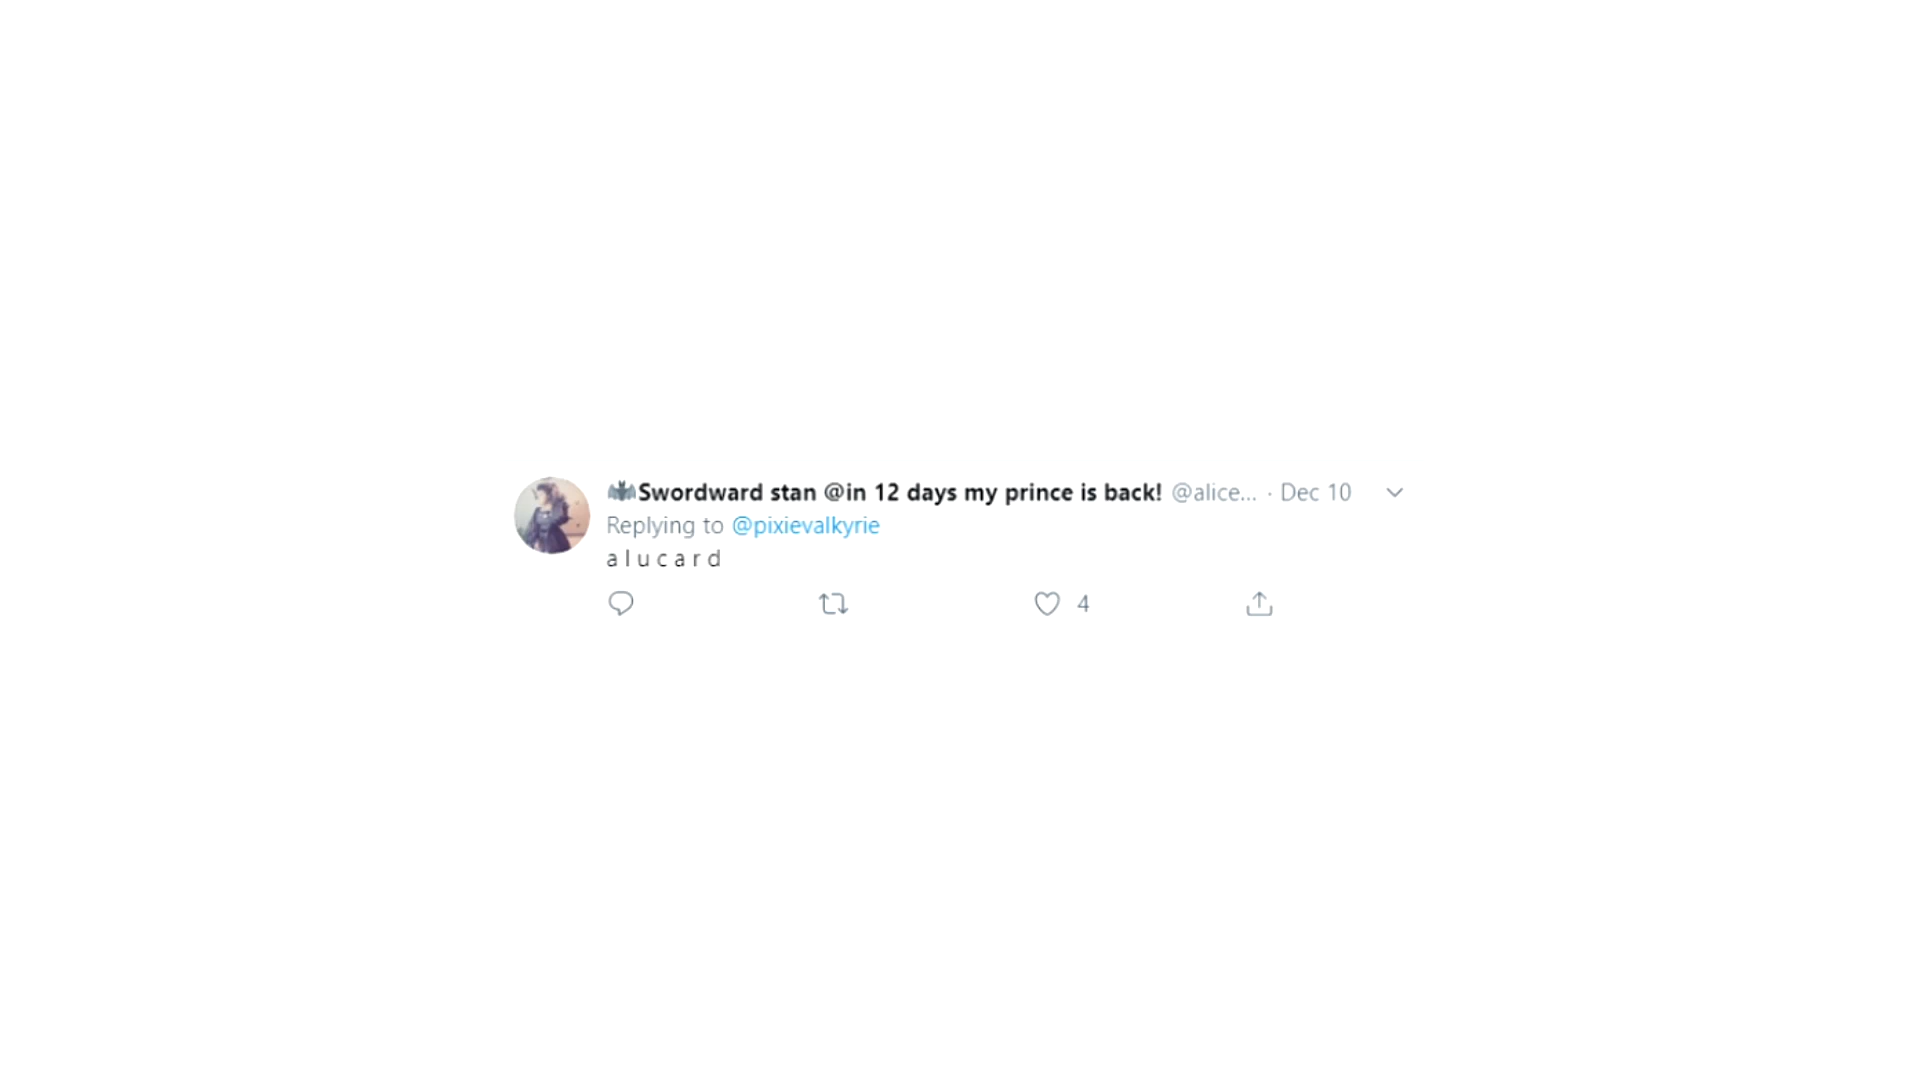 🦇Swordward stan @in 12 days my prince is back! @alice... · Dec 10
Replying to @pixievalkyrie
a l u c a r d
4